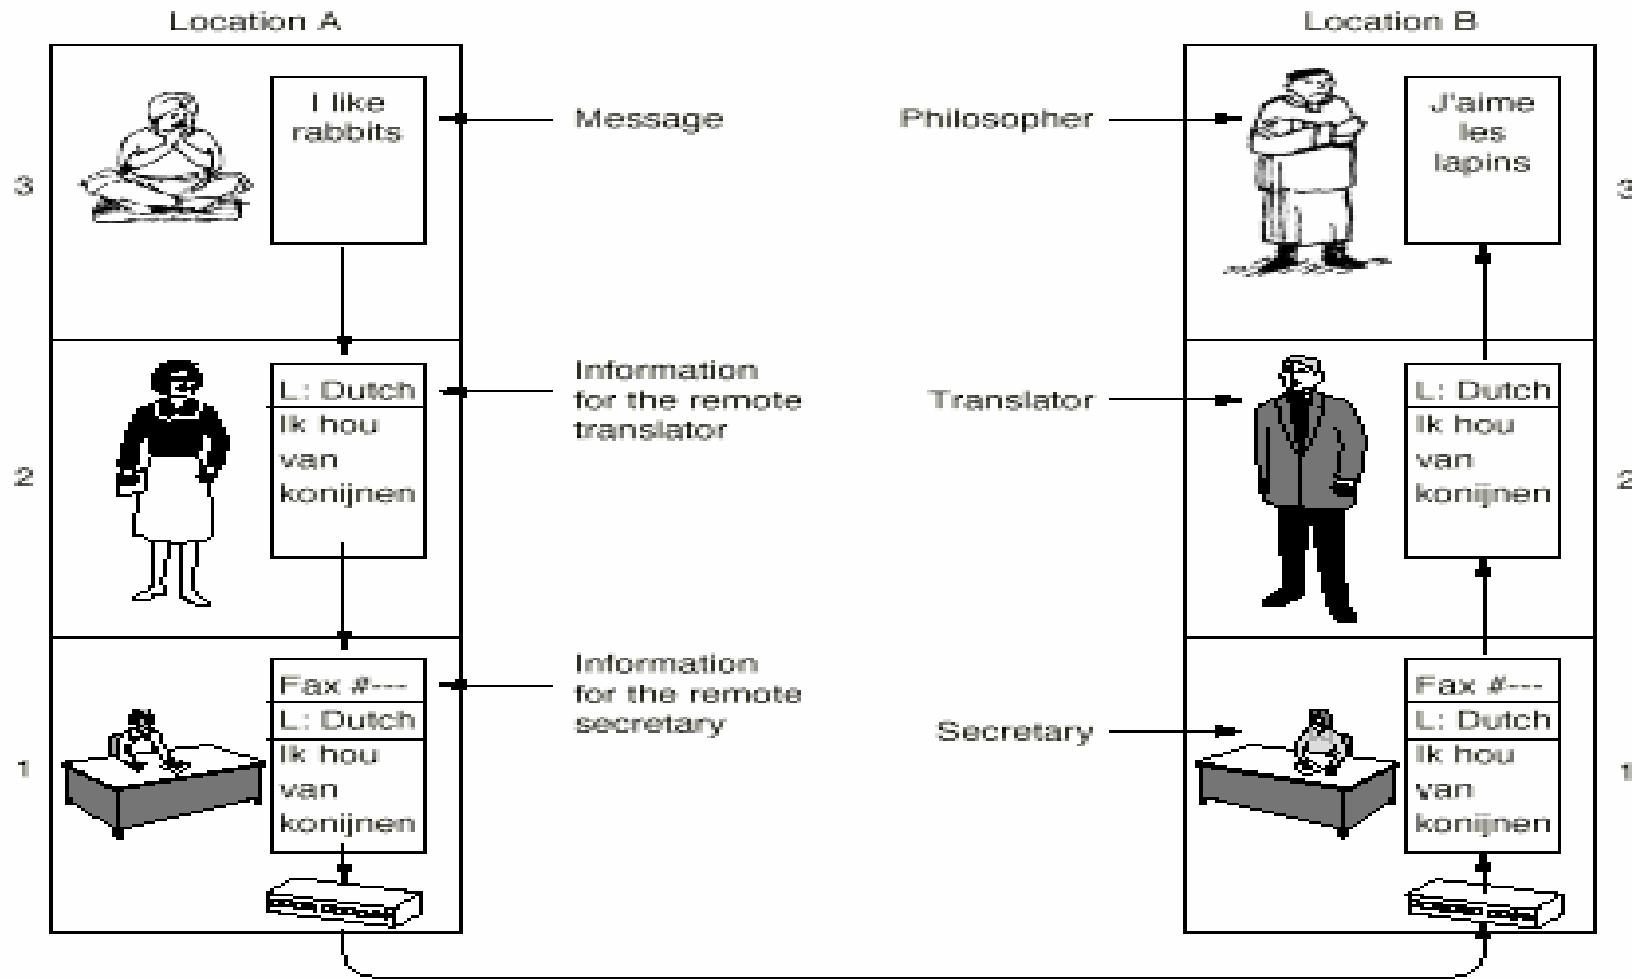 Location A
Location B
I like
rabbits
Message
Philosopher
J'aime
les
lapins
3
3
L: Dutch
Ik hou
van
konijnen
Information
for the remote
translator
Translator
L: Dutch
Ik hou
van
konijnen
2
2
Fax #---
L: Dutch
Ik hou
van
konijnen
Information
for the remote
secretary
Secretary
Fax #---
L: Dutch
Ik hou
van
konijnen
1
1